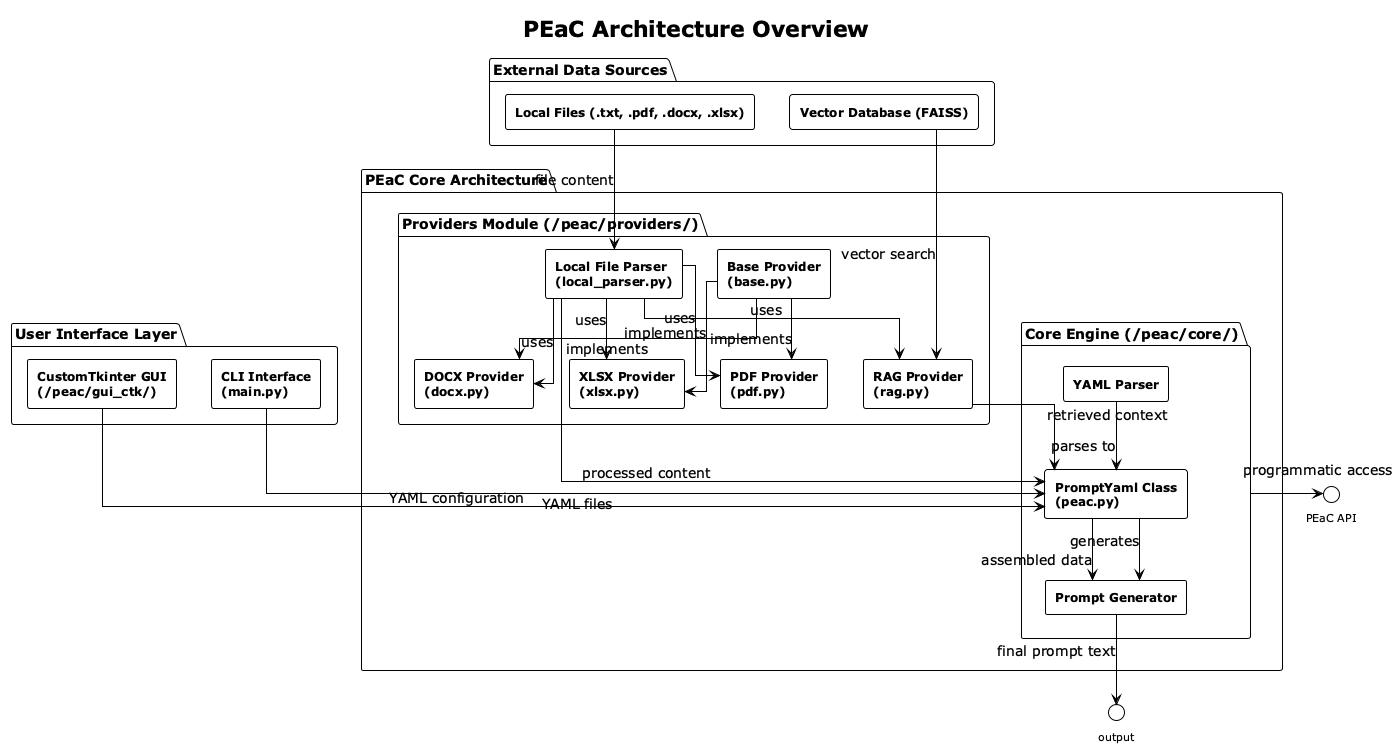 PEaC Architecture Overview
External Data Sources
Local Files (.txt, .pdf, .docx, .xlsx)
Vector Database (FAISS)
PEaC Core Architecture
file content
Providers Module (/peac/providers/)
Local File Parser
(local_parser.py)
Base Provider
(base.py)
vector search
uses
uses
uses
implements
implements
uses
implements
DOCX Provider
(docx.py)
XLSX Provider
(xlsx.py)
PDF Provider
(pdf.py)
RAG Provider
(rag.py)
User Interface Layer
CustomTkinter GUI
(/peac/gui_ctk/)
CLI Interface
(main.py)
Core Engine (/peac/core/)
YAML Parser
retrieved context
parses to
processed content
YAML configuration
YAML files
PromptYaml Class
(peac.py)
programmatic access
PEaC API
generates
assembled data
Prompt Generator
final prompt text
output